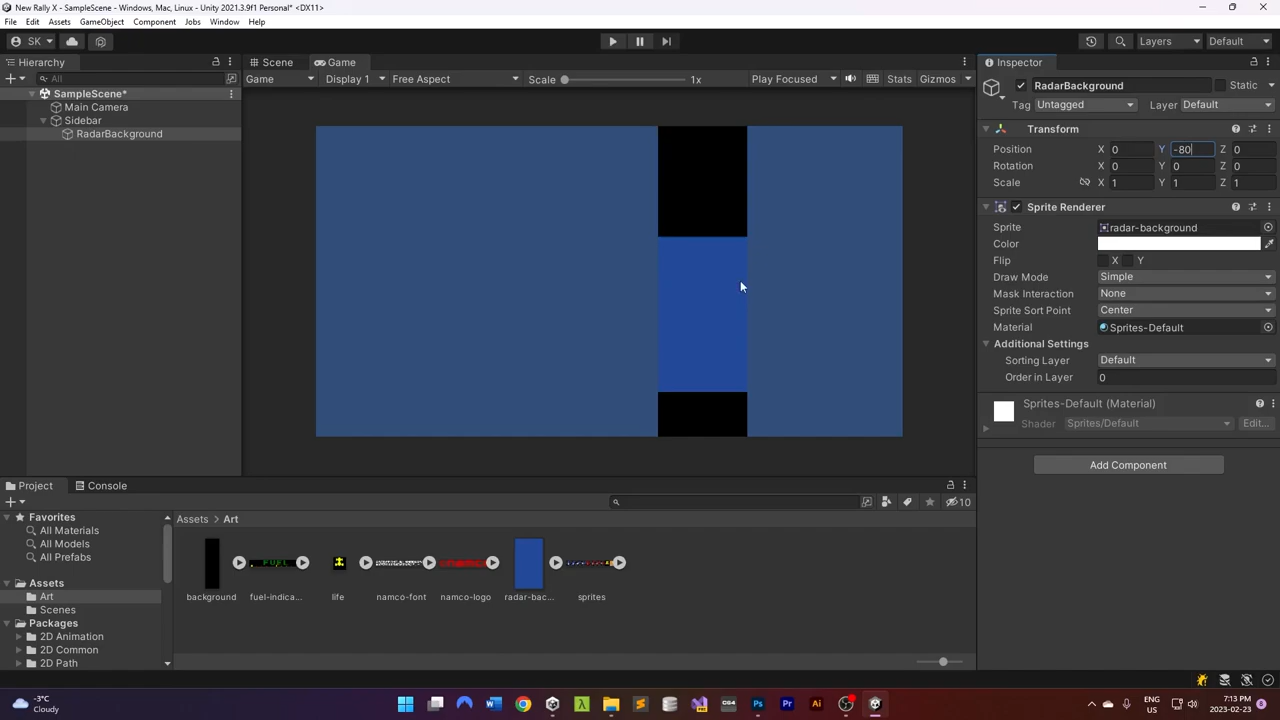 New Rally X - SampleScene - Windows, Mac, Linux - Unity 2021.3.9f1 Personal* <DX11>
File Edit Assets GameObject Component Jobs Window Help
SK Layers Default
Hierarchy Scene Game Inspector
All Game Display 1 Free Aspect Scale 1x Play Focused Stats Gizmos
SampleScene*
Main Camera
Sidebar
RadarBackground
RadarBackground Static
Tag Untagged Layer Default
Transform
Position X 0 Y -80 Z 0
Rotation X 0 Y 0 Z 0
Scale X 1 Y 1 Z 1
Sprite Renderer
Sprite radar-background
Color
Flip X Y
Draw Mode Simple
Mask Interaction None
Sprite Sort Point Center
Material Sprites-Default
Additional Settings
Sorting Layer Default
Order in Layer 0
Sprites-Default (Material)
Shader Sprites/Default Edit...
Add Component
Project Console
10
Favorites
All Materials
All Models
All Prefabs
Assets
Art
Scenes
Packages
2D Animation
2D Common
2D Path
Assets > Art
FUEL
background fuel-indica... life namco-font namco-logo radar-bac... sprites
-3°C
Cloudy
CS4
ENG
US
7:13 PM
2023-02-23